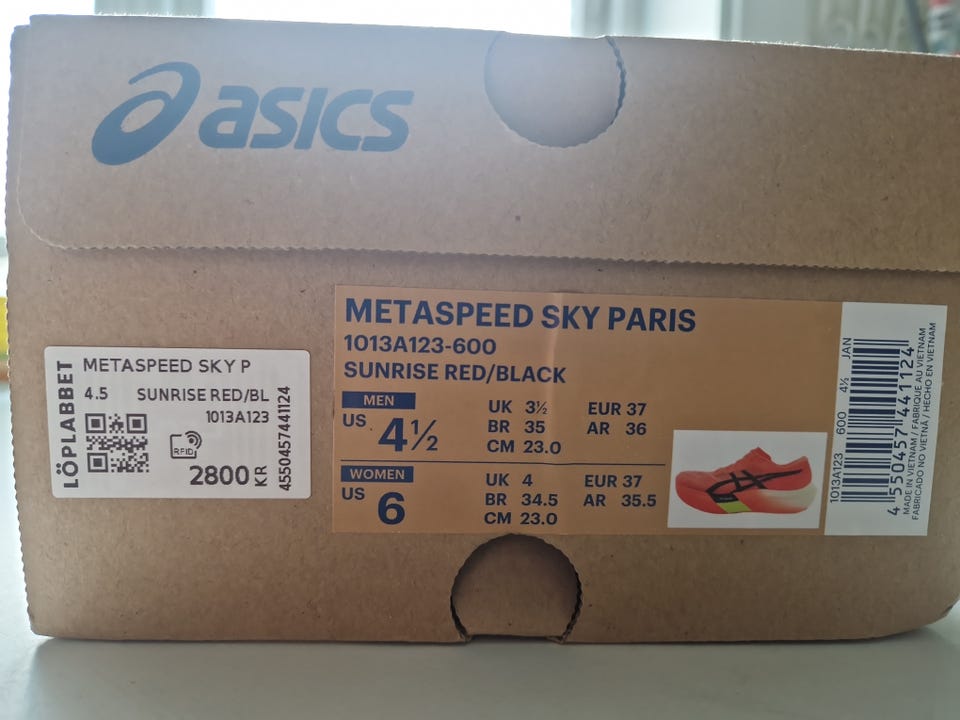 asics
LÖPLABBET
METASPEED SKY P
4.5 SUNRISE RED/BL
1013A123
RFID
2800 KR
4550457441124
METASPEED SKY PARIS
1013A123-600
SUNRISE RED/BLACK
MEN
US 4½
UK 3½ EUR 37
BR 35 AR 36
CM 23.0
WOMEN
US 6
UK 4 EUR 37
BR 34.5 AR 35.5
CM 23.0
1013A123 600 4½ JAN
4 550457 441124
MADE IN VIETNAM / FABRIQUÉ AU VIETNAM
FABRICADO NO VIETNÃ / HECHO EN VIETNAM